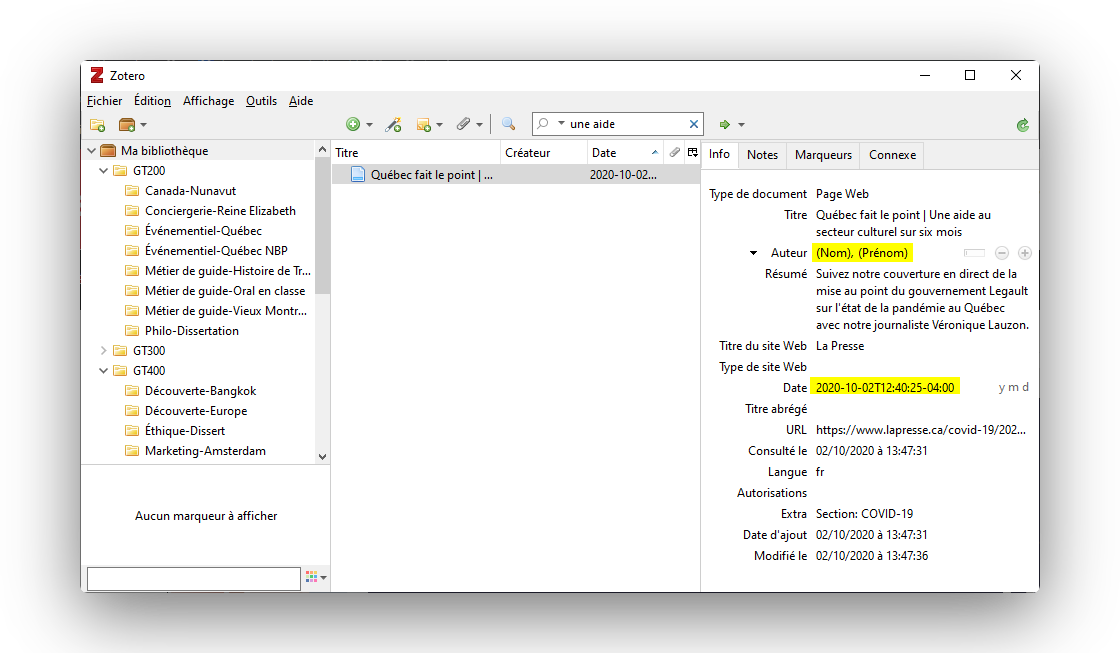 Zotero
Fichier Édition Affichage Outils Aide
une aide
Ma bibliothèque
GT200
Canada-Nunavut
Conciergerie-Reine Elizabeth
Événementiel-Québec
Événementiel-Québec NBP
Métier de guide-Histoire de Tr...
Métier de guide-Oral en classe
Métier de guide-Vieux Montr...
Philo-Dissertation
GT300
GT400
Découverte-Bangkok
Découverte-Europe
Éthique-Dissert
Marketing-Amsterdam
Aucun marqueur à afficher
Titre Créateur Date
Québec fait le point | ... 2020-10-02...
Info Notes Marqueurs Connexe
Type de document Page Web
Titre Québec fait le point | Une aide au
secteur culturel sur six mois
Auteur (Nom), (Prénom)
Résumé Suivez notre couverture en direct de la
mise au point du gouvernement Legault
sur l'état de la pandémie au Québec
avec notre journaliste Véronique Lauzon.
Titre du site Web La Presse
Type de site Web
Date 2020-10-02T12:40:25-04:00 y m d
Titre abrégé
URL https://www.lapresse.ca/covid-19/202...
Consulté le 02/10/2020 à 13:47:31
Langue fr
Autorisations
Extra Section: COVID-19
Date d'ajout 02/10/2020 à 13:47:31
Modifié le 02/10/2020 à 13:47:36